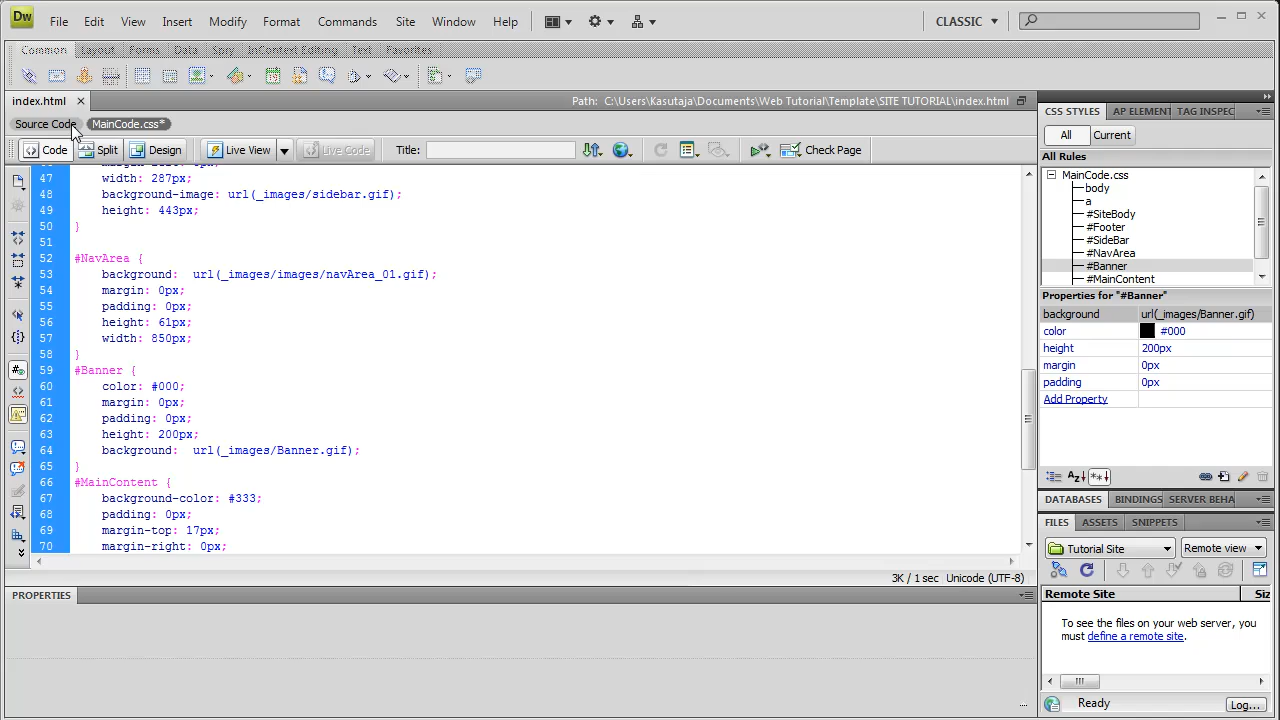 Dw File Edit View Insert Modify Format Commands Site Window Help CLASSIC
Common Layout Forms Data Spry InContext Editing Text Favorites
index.html Path: C:\Users\Kasutaja\Documents\Web Tutorial\Template\SITE TUTORIAL\index.html
Source Code MainCode.css*
Code Split Design Live View Live Code Title: Check Page
47 width: 287px;
48 background-image: url(_images/sidebar.gif);
49 height: 443px;
50 }
51
52 #NavArea {
53 background: url(_images/images/navArea_01.gif);
54 margin: 0px;
55 padding: 0px;
56 height: 61px;
57 width: 850px;
58 }
59 #Banner {
60 color: #000;
61 margin: 0px;
62 padding: 0px;
63 height: 200px;
64 background: url(_images/Banner.gif);
65 }
66 #MainContent {
67 background-color: #333;
68 padding: 0px;
69 margin-top: 17px;
70 margin-right: 0px;
3K / 1 sec Unicode (UTF-8)
PROPERTIES
CSS STYLES AP ELEMENT TAG INSPEC
All Current
All Rules
MainCode.css
body
a
#SiteBody
#Footer
#SideBar
#NavArea
#Banner
#MainContent
Properties for "#Banner"
background url(_images/Banner.gif)
color #000
height 200px
margin 0px
padding 0px
Add Property
DATABASES BINDINGS SERVER BEHA
FILES ASSETS SNIPPETS
Tutorial Site Remote view
Remote Site Siz
To see the files on your web server, you
must define a remote site.
Ready Log...